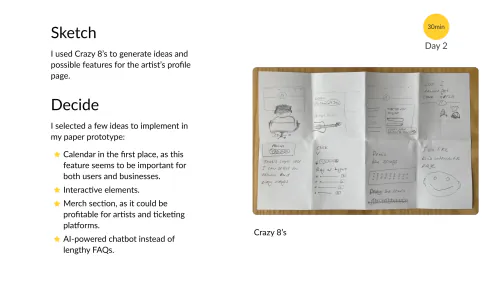 Sketch
I used Crazy 8's to generate ideas and
possible features for the artist's profile
page.
Decide
I selected a few ideas to implement in
my paper prototype:
Calendar in the first place, as this
feature seems to be important for
both users and businesses.
Interactive elements.
Merch section, as it could be
profitable for artists and ticketing
platforms.
AI-powered chatbot instead of
lengthy FAQs.
30min
Day 2
Crazy 8's